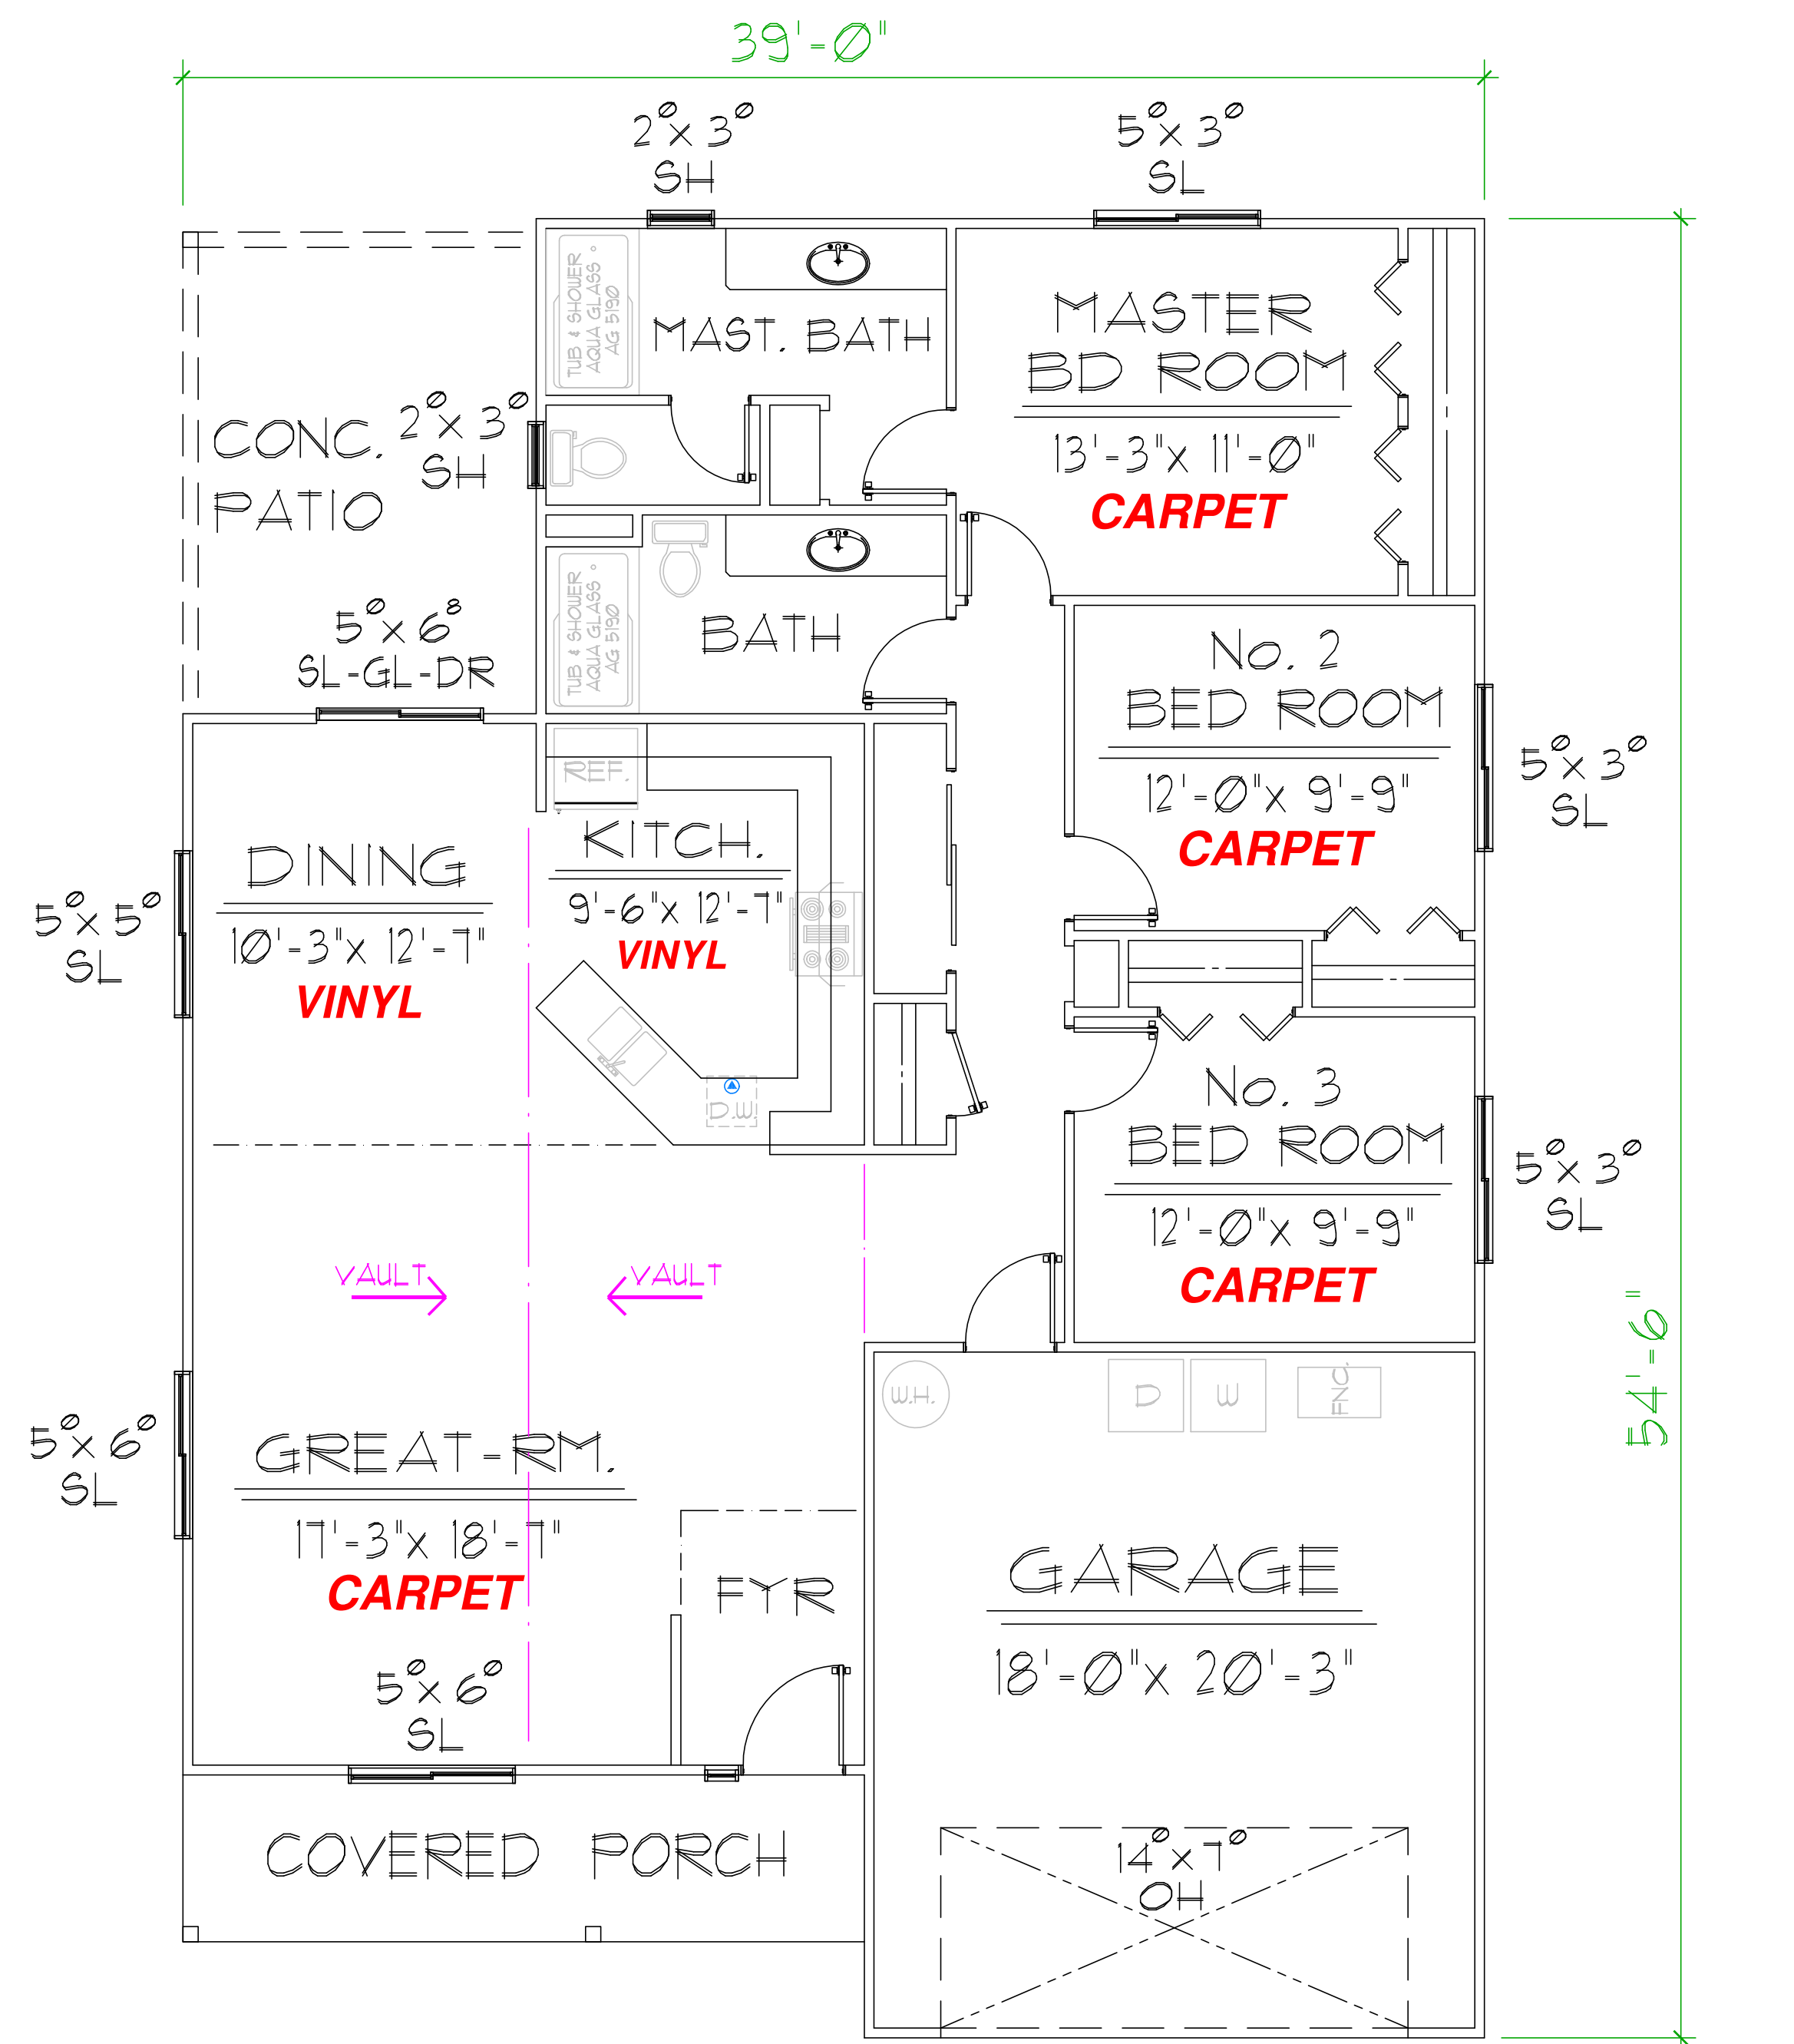 39'-0"
2⁰x 3⁰
SH
5⁰x 3⁰
SL
TUB & SHOWER
AQUA GLASS
AG 5190
MAST. BATH
MASTER
BD ROOM
13'-3"x 11'-0"
CARPET
CONC.
PATIO
2⁰x 3⁰
SH
TUB & SHOWER
AQUA GLASS
AG 5190
BATH
5⁰x 6⁸
SL-GL-DR
No. 2
BED ROOM
12'-0"x 9'-9"
CARPET
5⁰x 3⁰
SL
REF.
KITCH.
9'-6"x 12'-7"
VINYL
DINING
10'-3"x 12'-7"
VINYL
5⁰x 5⁰
SL
D.W.
No. 3
BED ROOM
12'-0"x 9'-9"
CARPET
5⁰x 3⁰
SL
VAULT
VAULT
54'-6"
W.H.
D
W
FNC.
5⁰x 6⁰
SL
GREAT-RM.
17'-3"x 18'-7"
CARPET
FYR
GARAGE
18'-0"x 20'-3"
5⁰x 6⁰
SL
COVERED PORCH
14⁰x 7⁰
OH